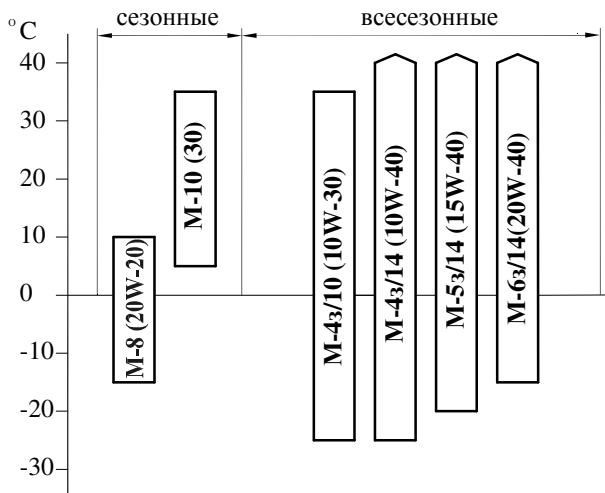 сезонные
всесезонные
°C
40
30
20
10
0
-10
-20
-30
М-8 (20W-20)
М-10 (30)
М-4з/10 (10W-30)
М-4з/14 (10W-40)
М-5з/14 (15W-40)
М-6з/14(20W-40)